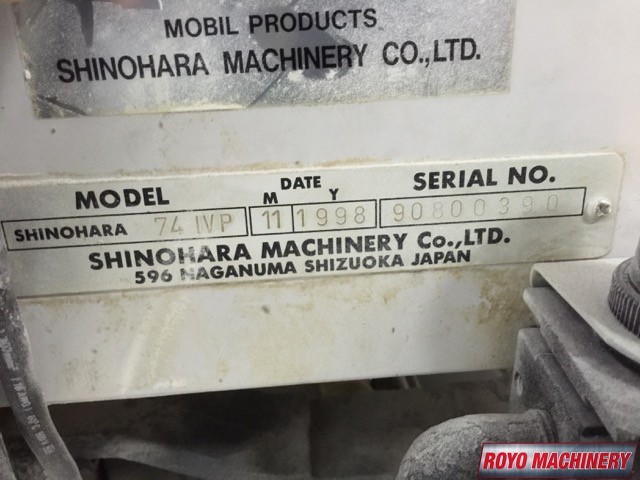 MOBIL PRODUCTS
SHINOHARA MACHINERY CO.,LTD.
MODEL DATE SERIAL NO.
M Y
SHINOHARA 74 IVP 11 1998 90800390
SHINOHARA MACHINERY Co.,LTD.
596 NAGANUMA SHIZUOKA JAPAN
ROYO MACHINERY